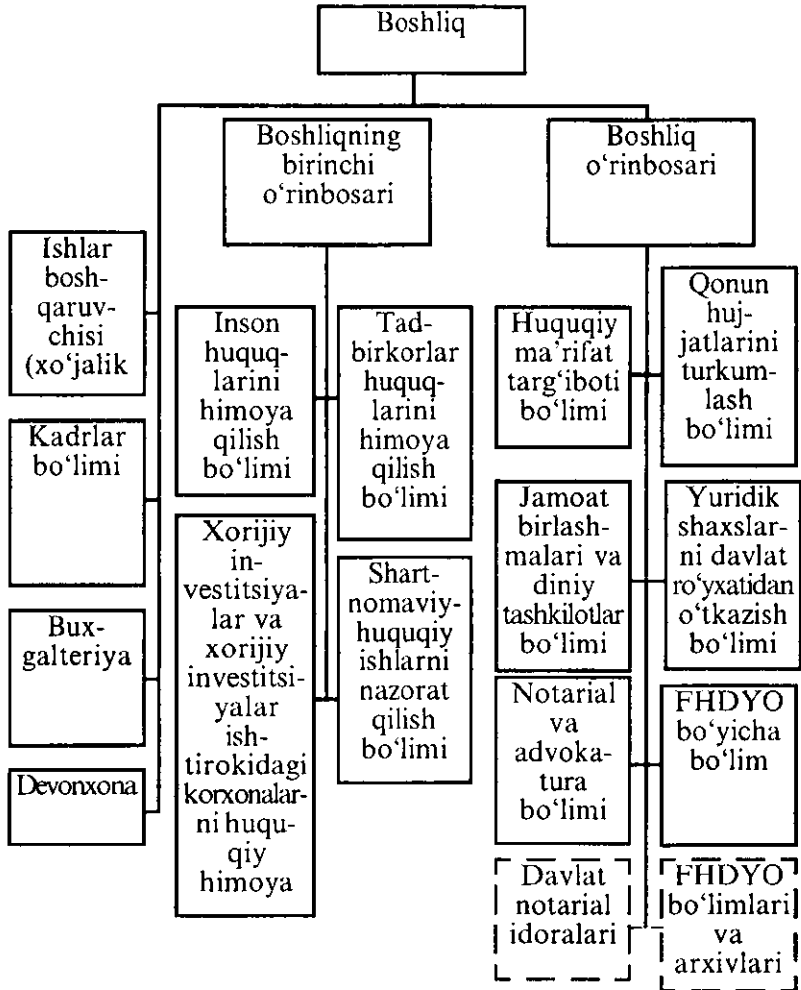 Boshliq
Boshliqning
birinchi
o‘rinbosari
Boshliq
o‘rinbosari
Ishlar
bosh-
qaruv-
chisi
(xo‘jalik
Kadrlar
bo‘limi
Bux-
galteriya
Devonxona
Inson
huquq-
larini
himoya
qilish
bo‘limi
Tad-
birkorlar
huquq-
larini
himoya
qilish
bo‘limi
Xorijiy
in-
vestitsiya-
lar va
xorijiy
investitsi-
yalar ish-
tirokidagi
korxonalar-
ni huqu-
qiy
himoya
Shart-
nomaviy-
huquqiy
ishlarni
nazorat
qilish
bo‘limi
Huquqiy
ma’rifat
targ‘iboti
bo‘limi
Qonun
huj-
jatlarini
turkum-
lash
bo‘limi
Jamoat
birlash-
malari va
diniy
tashkilotlar
bo‘limi
Yuridik
shaxslar-
ni davlat
ro‘yxatidan
o‘tkazish
bo‘limi
Notarial
va
advoka-
tura
bo‘limi
FHDYO
bo‘yicha
bo‘lim
Davlat
notarial
idoralari
FHDYO
bo‘limlari
va
arxivlari